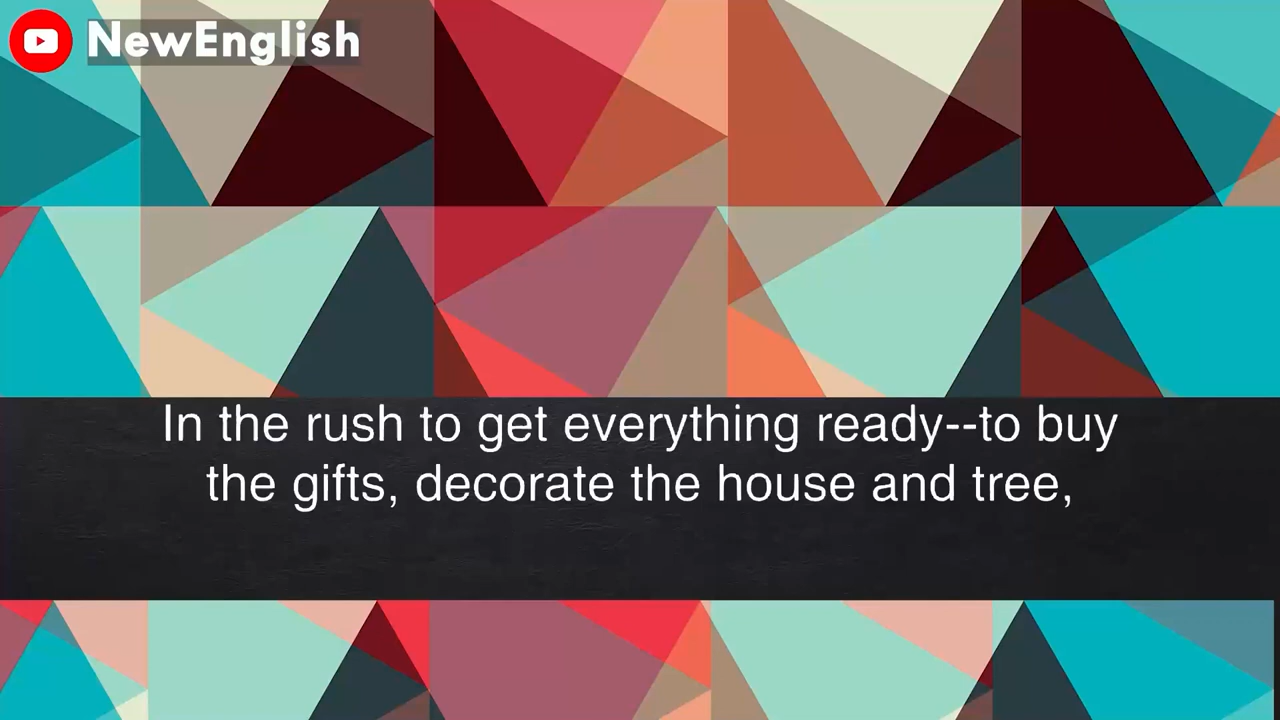 NewEnglish
In the rush to get everything ready--to buy
the gifts, decorate the house and tree,